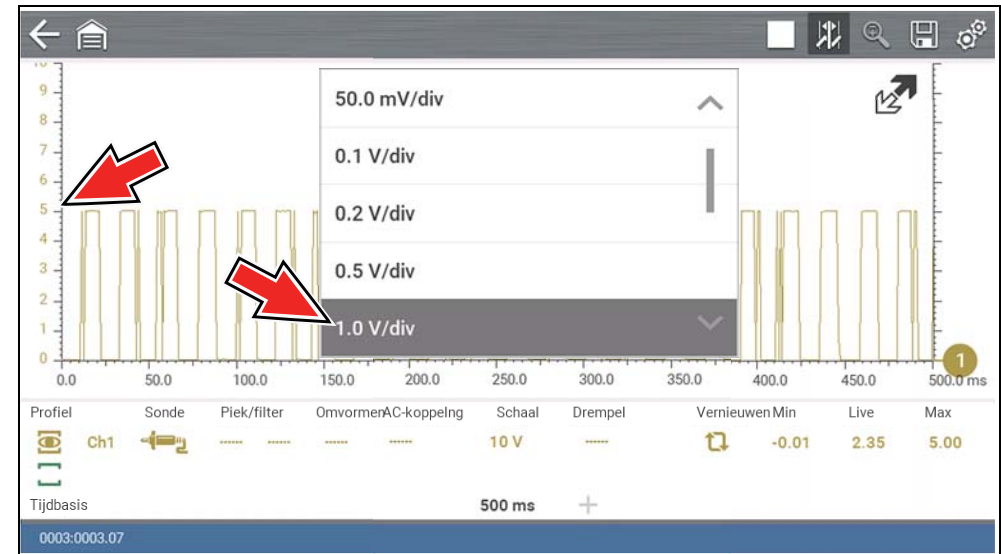 10
50.0 mV/div
9
8
0.1 V/div
7
6
0.2 V/div
5
4
0.5 V/div
3
2
1.0 V/div
1
0
1
0.0 50.0 100.0 150.0 200.0 250.0 300.0 350.0 400.0 450.0 500.0 ms
Profiel Sonde Piek/filter Omvormen AC-koppelng Schaal Drempel Vernieuwen Min Live Max
Ch1 ------ ------ ------ ------ 10 V ------ -0.01 2.35 5.00
Tijdbasis 500 ms +
0003:0003.07